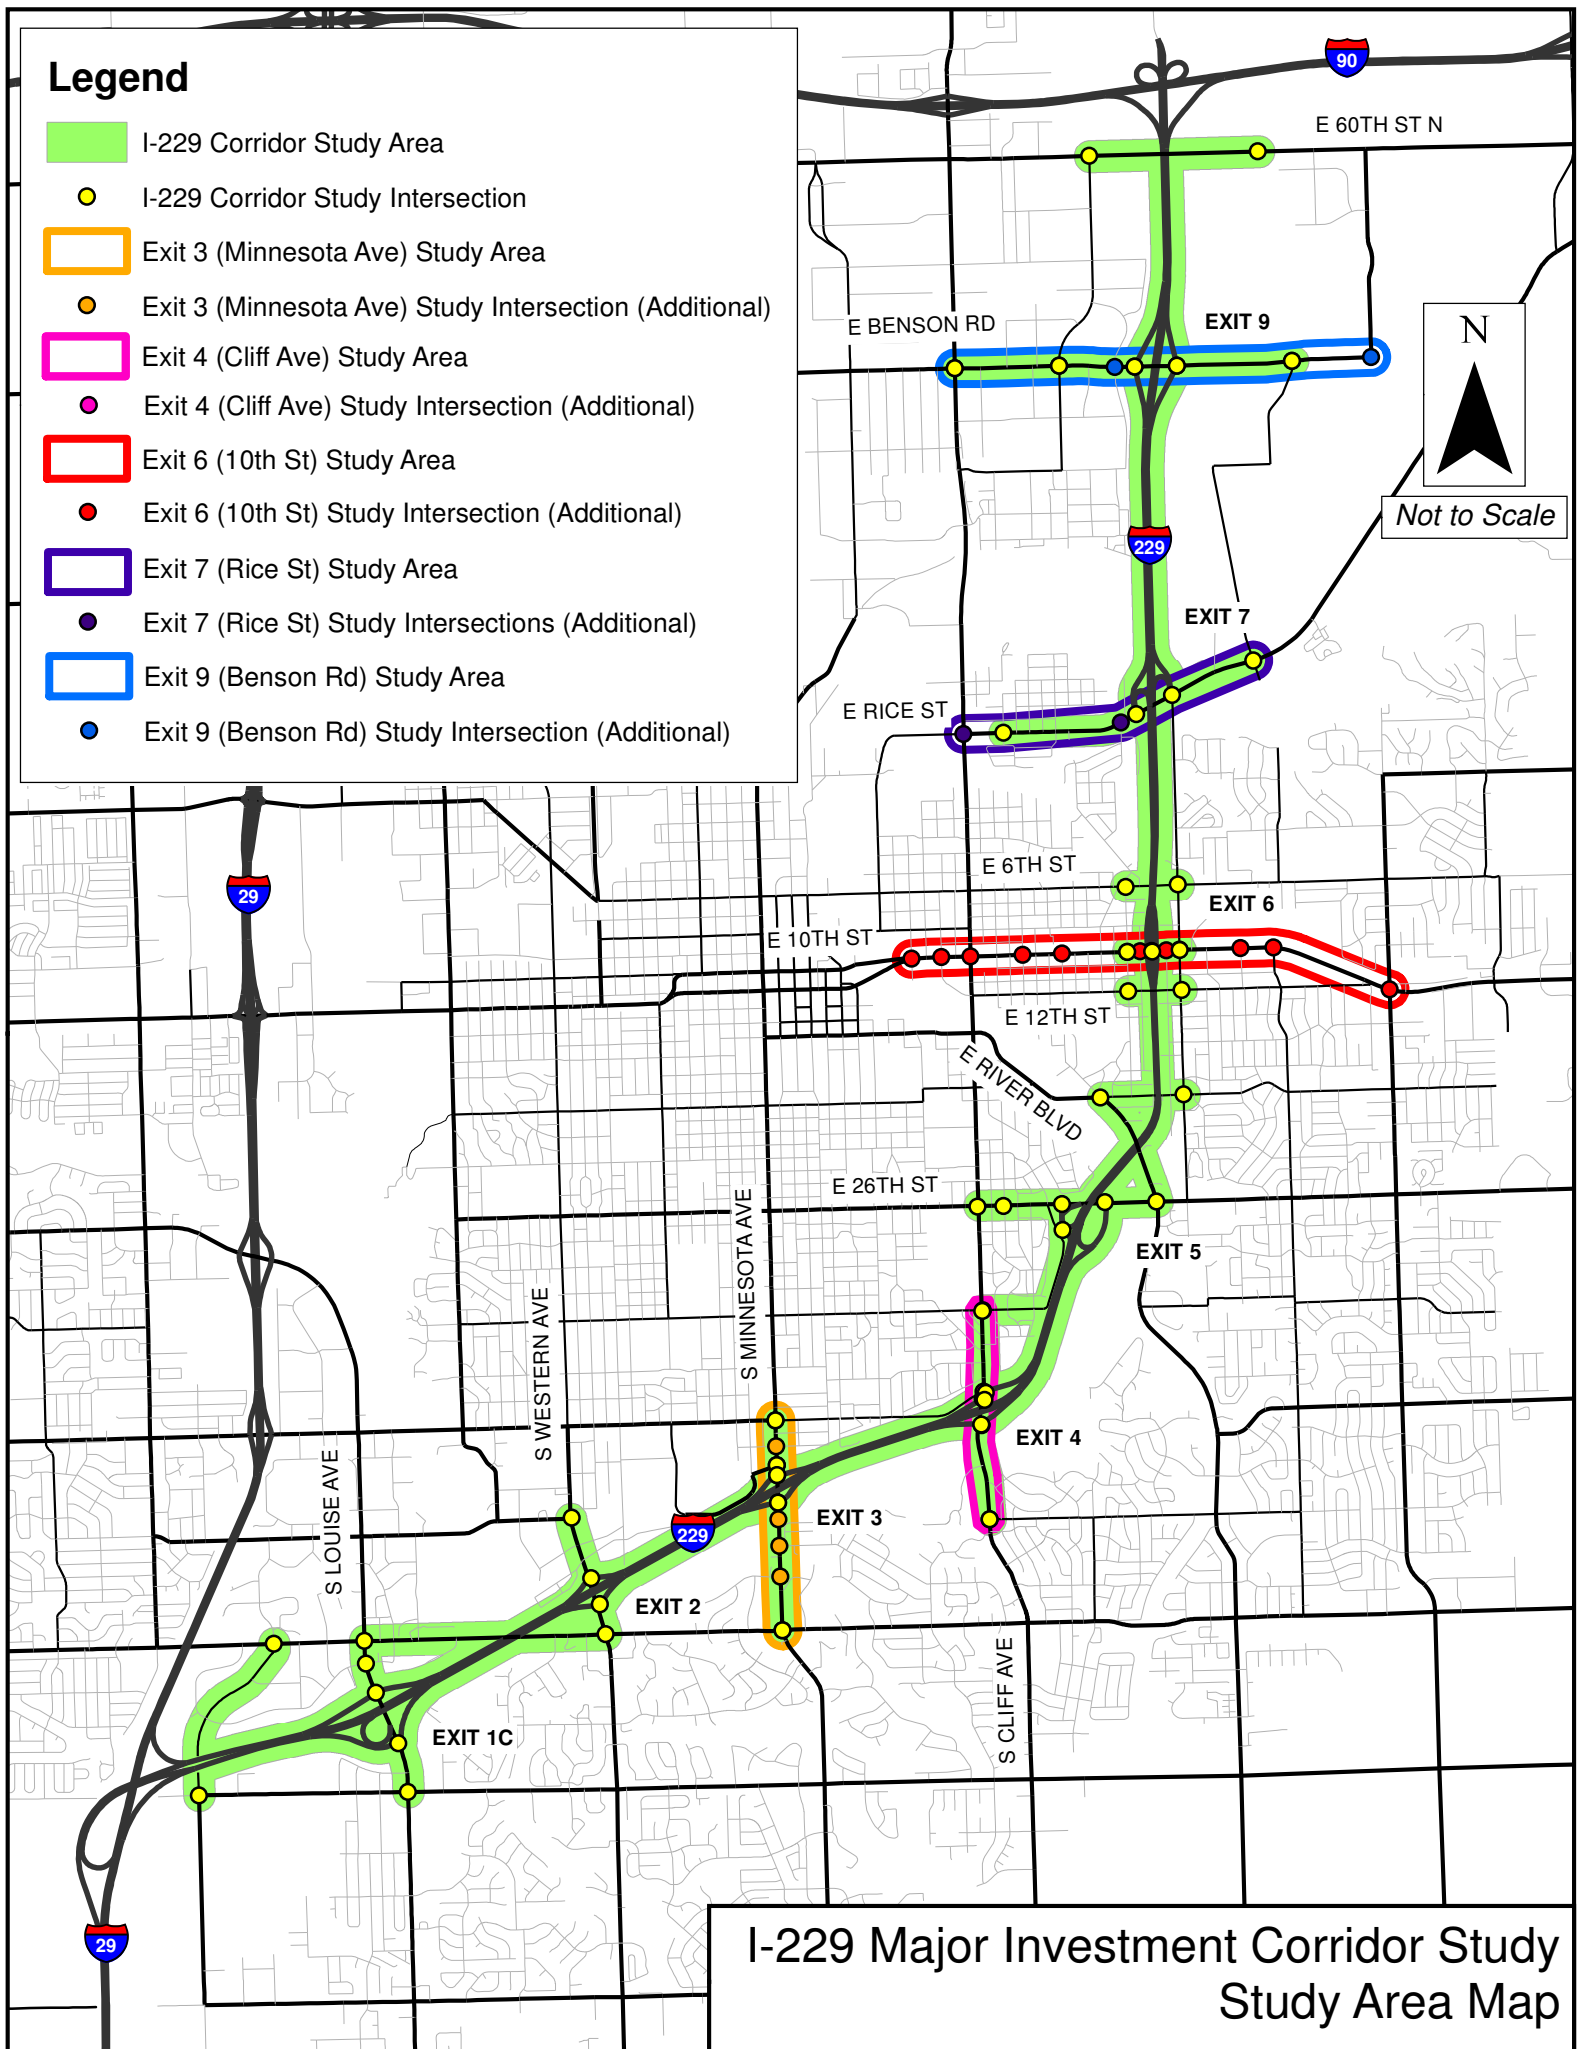 Legend
I-229 Corridor Study Area
I-229 Corridor Study Intersection
Exit 3 (Minnesota Ave) Study Area
Exit 3 (Minnesota Ave) Study Intersection (Additional)
Exit 4 (Cliff Ave) Study Area
Exit 4 (Cliff Ave) Study Intersection (Additional)
Exit 6 (10th St) Study Area
Exit 6 (10th St) Study Intersection (Additional)
Exit 7 (Rice St) Study Area
Exit 7 (Rice St) Study Intersections (Additional)
Exit 9 (Benson Rd) Study Area
Exit 9 (Benson Rd) Study Intersection (Additional)
90
E 60TH ST N
E BENSON RD
EXIT 9
N
Not to Scale
229
EXIT 7
E RICE ST
29
E 6TH ST
EXIT 6
E 10TH ST
E 12TH ST
E RIVER BLVD
E 26TH ST
EXIT 5
S MINNESOTA AVE
S WESTERN AVE
EXIT 4
S LOUISE AVE
EXIT 3
229
EXIT 2
S CLIFF AVE
EXIT 1C
29
I-229 Major Investment Corridor Study
Study Area Map